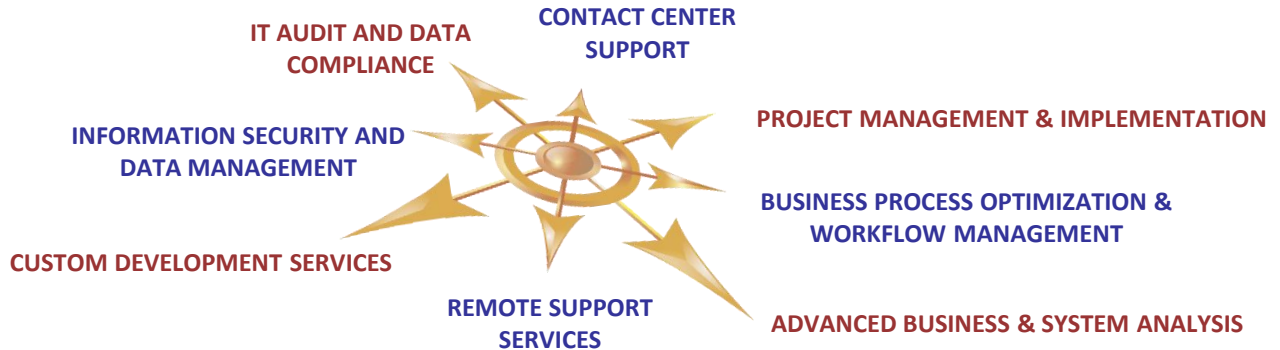 CONTACT CENTER
SUPPORT
IT AUDIT AND DATA
COMPLIANCE
PROJECT MANAGEMENT & IMPLEMENTATION
INFORMATION SECURITY AND
DATA MANAGEMENT
BUSINESS PROCESS OPTIMIZATION &
WORKFLOW MANAGEMENT
CUSTOM DEVELOPMENT SERVICES
REMOTE SUPPORT
SERVICES
ADVANCED BUSINESS & SYSTEM ANALYSIS